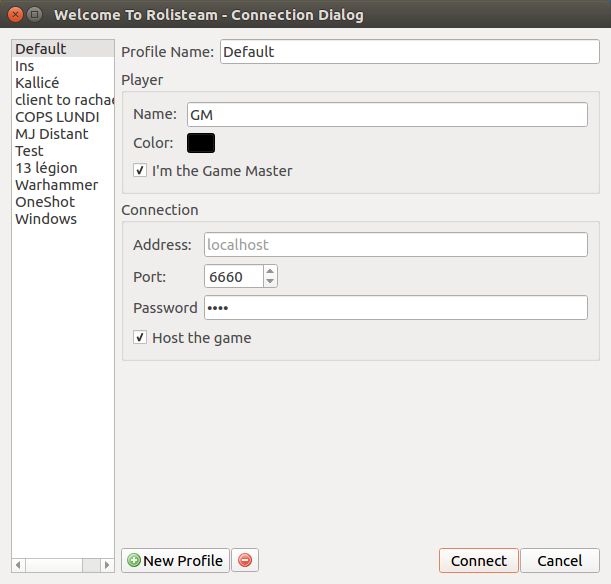 Welcome To Rolisteam - Connection Dialog
Default
Ins
Kallicé
client to rachae
COPS LUNDI
MJ Distant
Test
13 légion
Warhammer
OneShot
Windows
Profile Name: Default
Player
Name: GM
Color:
I'm the Game Master
Connection
Address: localhost
Port: 6660
Password ••••
Host the game
New Profile
Connect
Cancel